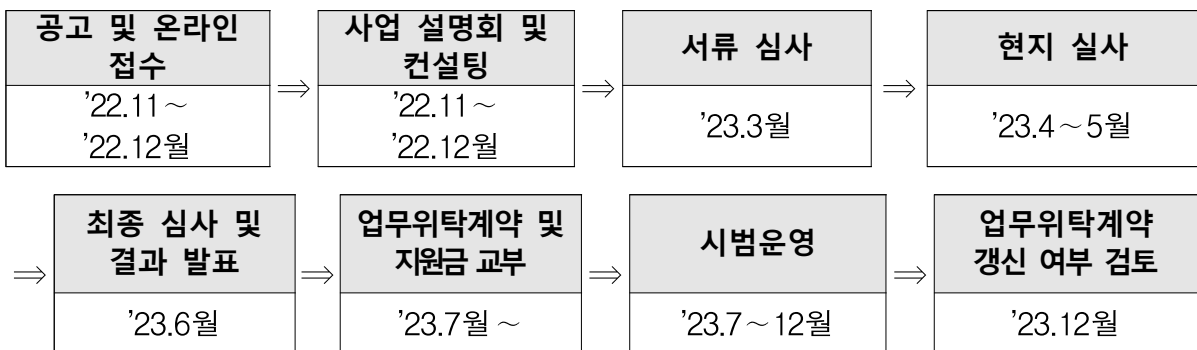 공고 및 온라인
접수
’22.11～
’22.12월
⇒
사업 설명회 및
컨설팅
’22.11～
’22.12월
⇒
서류 심사
’23.3월
⇒
현지 실사
’23.4～5월
⇒
최종 심사 및
결과 발표
’23.6월
⇒
업무위탁계약 및
지원금 교부
’23.7월 ～
⇒
시범운영
’23.7～12월
⇒
업무위탁계약
갱신 여부 검토
’23.12월